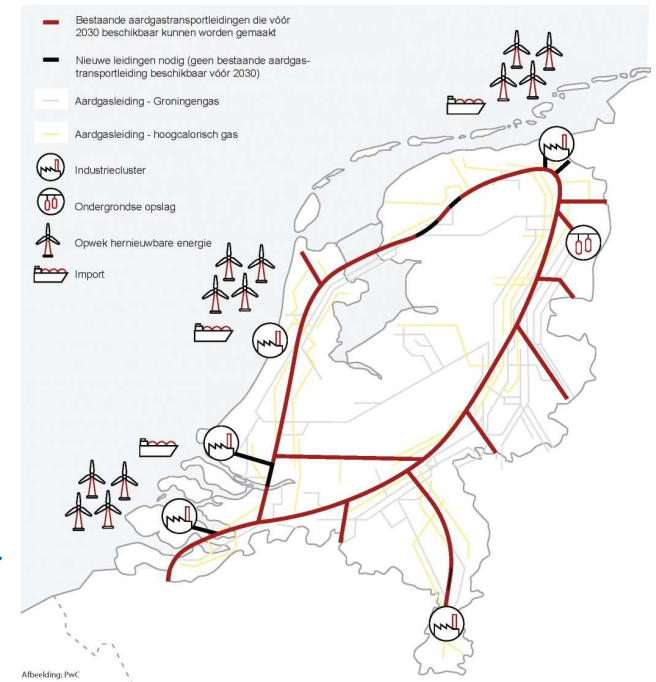 Bestaande aardgastransportleidingen die vóór
2030 beschikbaar kunnen worden gemaakt
Nieuwe leidingen nodig (geen bestaande aardgas-
transportleiding beschikbaar vóór 2030)
Aardgasleiding - Groningengas
Aardgasleiding - hoogcalorisch gas
Industriecluster
Ondergrondse opslag
Opwek hernieuwbare energie
Import
Afbeelding: PwC